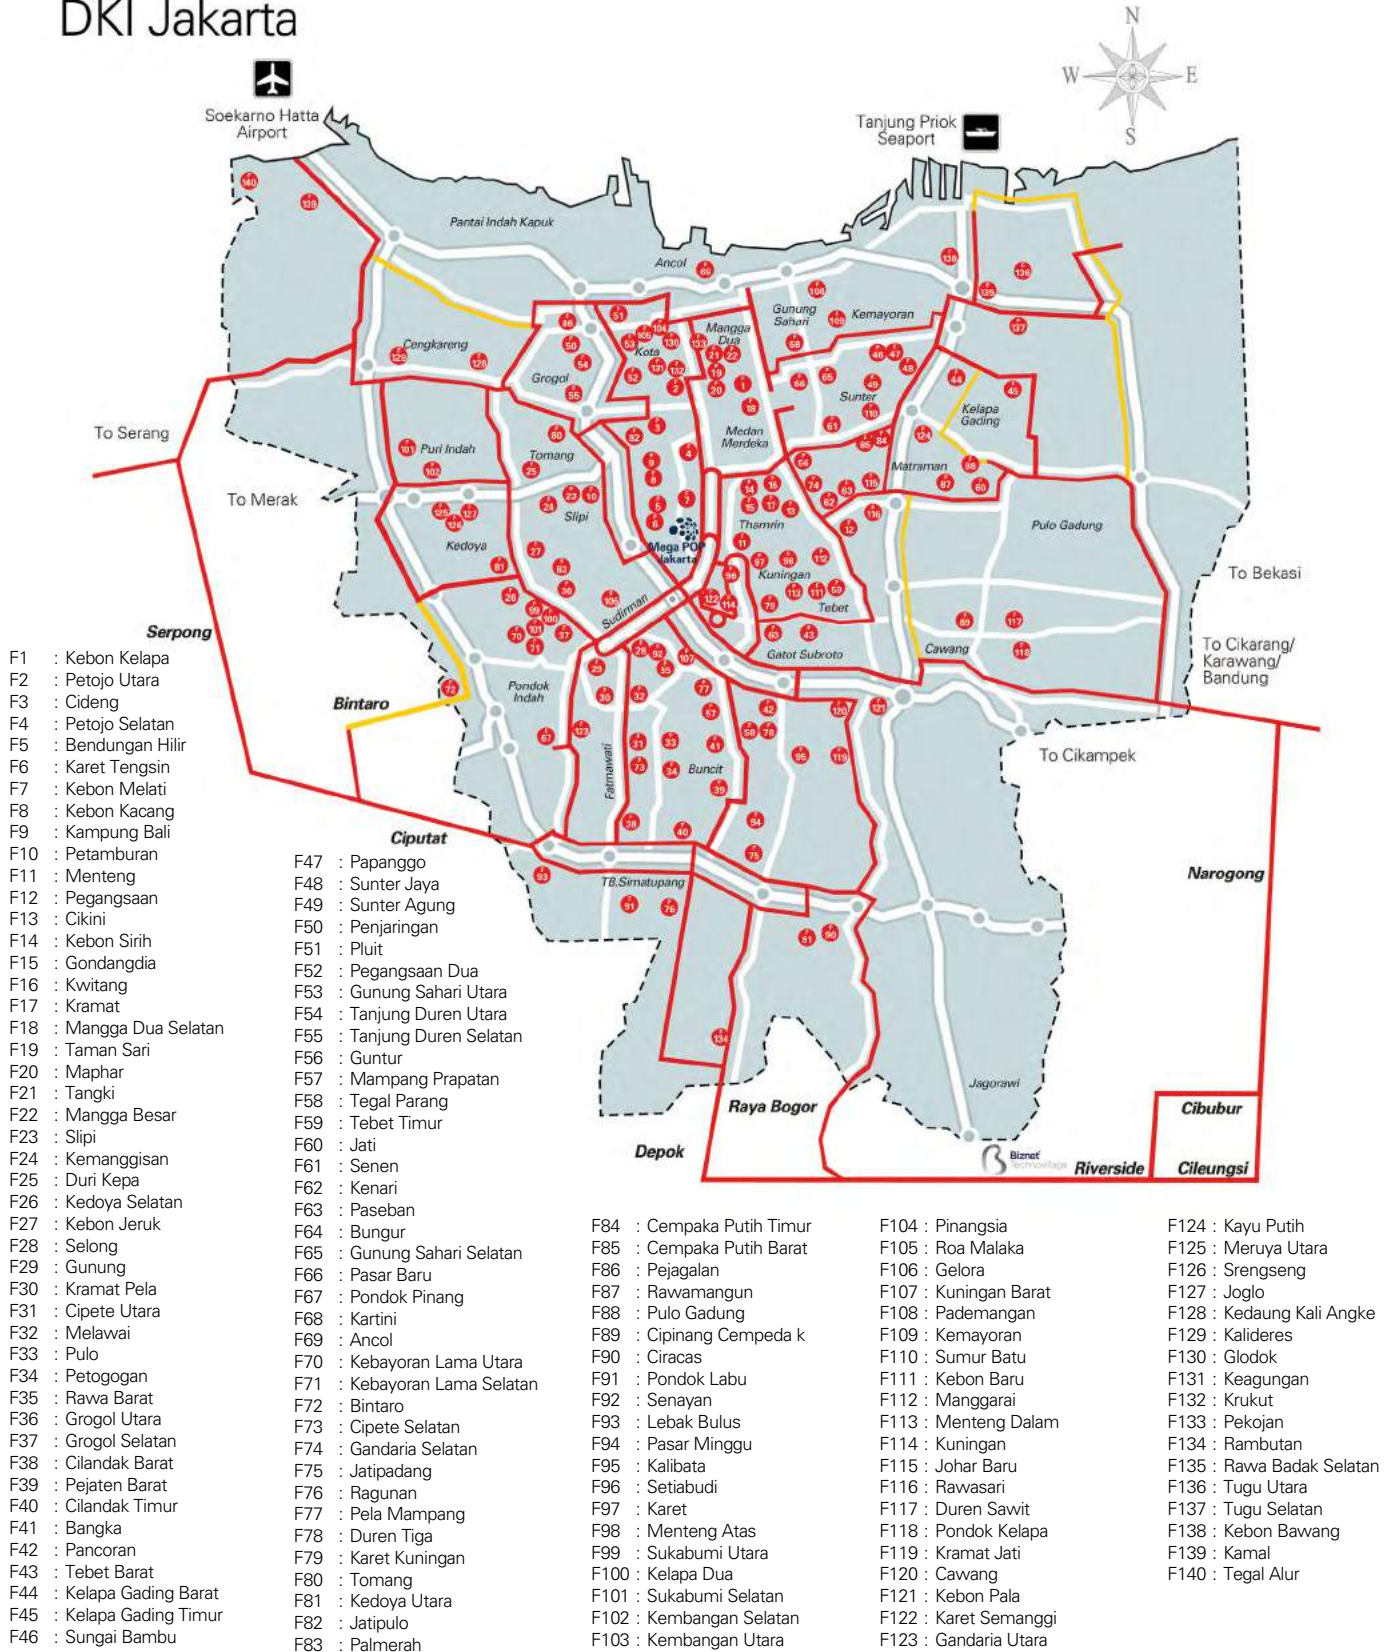 DKI Jakarta
N
W
E
S
Soekarno Hatta
Airport
Tanjung Priok
Seaport
Pantai Indah Kapuk
Ancol
Gunung
Sahari
Kemayoran
Mangga
Dua
Kota
Cengkareng
Grogol
Sunter
Kelapa
Gading
To Serang
Puri Indah
Tomang
Medan
Merdeka
Matraman
To Merak
Slipi
Thamrin
Pulo Gadung
Kedoya
Mega POP
Jakarta
Kuningan
To Bekasi
Tebet
Sudirman
Serpong
Gatot Subroto
Cawang
To Cikarang/
Karawang/
Bandung
Bintaro
Pondok
Indah
To Cikampek
Fatmawati
Buncit
Ciputat
TB.Simatupang
Narogong
Jagorawi
Raya Bogor
Cibubur
Depok
Biznet
Technovillage
Riverside
Cileungsi
F1 : Kebon Kelapa
F2 : Petojo Utara
F3 : Cideng
F4 : Petojo Selatan
F5 : Bendungan Hilir
F6 : Karet Tengsin
F7 : Kebon Melati
F8 : Kebon Kacang
F9 : Kampung Bali
F10 : Petamburan
F11 : Menteng
F12 : Pegangsaan
F13 : Cikini
F14 : Kebon Sirih
F15 : Gondangdia
F16 : Kwitang
F17 : Kramat
F18 : Mangga Dua Selatan
F19 : Taman Sari
F20 : Maphar
F21 : Tangki
F22 : Mangga Besar
F23 : Slipi
F24 : Kemanggisan
F25 : Duri Kepa
F26 : Kedoya Selatan
F27 : Kebon Jeruk
F28 : Selong
F29 : Gunung
F30 : Kramat Pela
F31 : Cipete Utara
F32 : Melawai
F33 : Pulo
F34 : Petogogan
F35 : Rawa Barat
F36 : Grogol Utara
F37 : Grogol Selatan
F38 : Cilandak Barat
F39 : Pejaten Barat
F40 : Cilandak Timur
F41 : Bangka
F42 : Pancoran
F43 : Tebet Barat
F44 : Kelapa Gading Barat
F45 : Kelapa Gading Timur
F46 : Sungai Bambu
F47 : Papanggo
F48 : Sunter Jaya
F49 : Sunter Agung
F50 : Penjaringan
F51 : Pluit
F52 : Pegangsaan Dua
F53 : Gunung Sahari Utara
F54 : Tanjung Duren Utara
F55 : Tanjung Duren Selatan
F56 : Guntur
F57 : Mampang Prapatan
F58 : Tegal Parang
F59 : Tebet Timur
F60 : Jati
F61 : Senen
F62 : Kenari
F63 : Paseban
F64 : Bungur
F65 : Gunung Sahari Selatan
F66 : Pasar Baru
F67 : Pondok Pinang
F68 : Kartini
F69 : Ancol
F70 : Kebayoran Lama Utara
F71 : Kebayoran Lama Selatan
F72 : Bintaro
F73 : Cipete Selatan
F74 : Gandaria Selatan
F75 : Jatipadang
F76 : Ragunan
F77 : Pela Mampang
F78 : Duren Tiga
F79 : Karet Kuningan
F80 : Tomang
F81 : Kedoya Utara
F82 : Jatipulo
F83 : Palmerah
F84 : Cempaka Putih Timur
F85 : Cempaka Putih Barat
F86 : Pejagalan
F87 : Rawamangun
F88 : Pulo Gadung
F89 : Cipinang Cempeda k
F90 : Ciracas
F91 : Pondok Labu
F92 : Senayan
F93 : Lebak Bulus
F94 : Pasar Minggu
F95 : Kalibata
F96 : Setiabudi
F97 : Karet
F98 : Menteng Atas
F99 : Sukabumi Utara
F100 : Kelapa Dua
F101 : Sukabumi Selatan
F102 : Kembangan Selatan
F103 : Kembangan Utara
F104 : Pinangsia
F105 : Roa Malaka
F106 : Gelora
F107 : Kuningan Barat
F108 : Pademangan
F109 : Kemayoran
F110 : Sumur Batu
F111 : Kebon Baru
F112 : Manggarai
F113 : Menteng Dalam
F114 : Kuningan
F115 : Johar Baru
F116 : Rawasari
F117 : Duren Sawit
F118 : Pondok Kelapa
F119 : Kramat Jati
F120 : Cawang
F121 : Kebon Pala
F122 : Karet Semanggi
F123 : Gandaria Utara
F124 : Kayu Putih
F125 : Meruya Utara
F126 : Srengseng
F127 : Joglo
F128 : Kedaung Kali Angke
F129 : Kalideres
F130 : Glodok
F131 : Keagungan
F132 : Krukut
F133 : Pekojan
F134 : Rambutan
F135 : Rawa Badak Selatan
F136 : Tugu Utara
F137 : Tugu Selatan
F138 : Kebon Bawang
F139 : Kamal
F140 : Tegal Alur